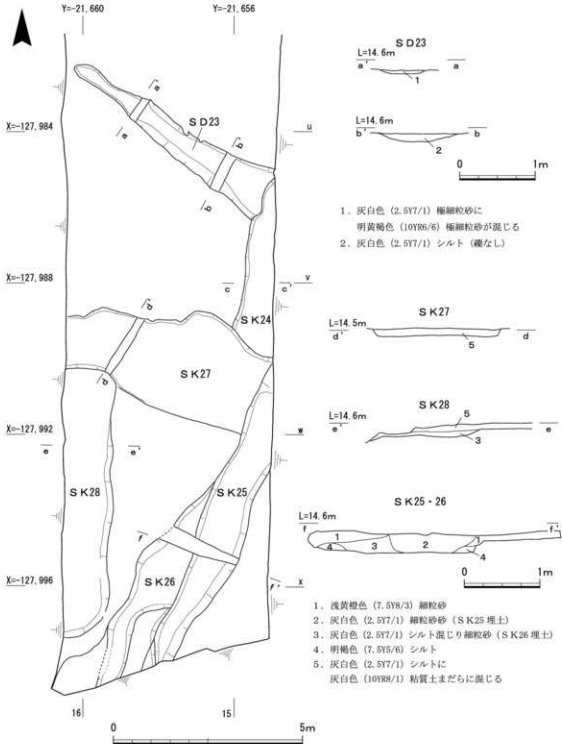 Y=-21,660
Y=-21,656
X=-127,984
X=-127,988
X=-127,992
X=-127,996
SD23
a'
a
b'
b
u
c
c'
v
SK24
d'
SK27
d
w
e
e'
SK25
SK28
f
SK26
f'
x
16
15
0
5m
SD23
L=14.6m
a'
a
1
L=14.6m
b'
b
2
0
1m
1．灰白色（2.5Y7/1）極細粒砂に
明黄褐色（10YR6/6）極細粒砂が混じる
2．灰白色（2.5Y7/1）シルト（礫なし）
SK27
L=14.5m
d'
d
5
SK28
L=14.6m
e'
e
5
3
SK25・26
L=14.6m
f
f'
1
4
3
2
1
4
0
1m
1．浅黄橙色（7.5Y8/3）細粒砂
2．灰白色（2.5Y7/1）細粒砂砂（SK25埋土）
3．灰白色（2.5Y7/1）シルト混じり細粒砂（SK26埋土）
4．明褐色（7.5Y5/6）シルト
5．灰白色（2.5Y7/1）シルトに
灰白色（10YR8/1）粘質土まだらに混じる